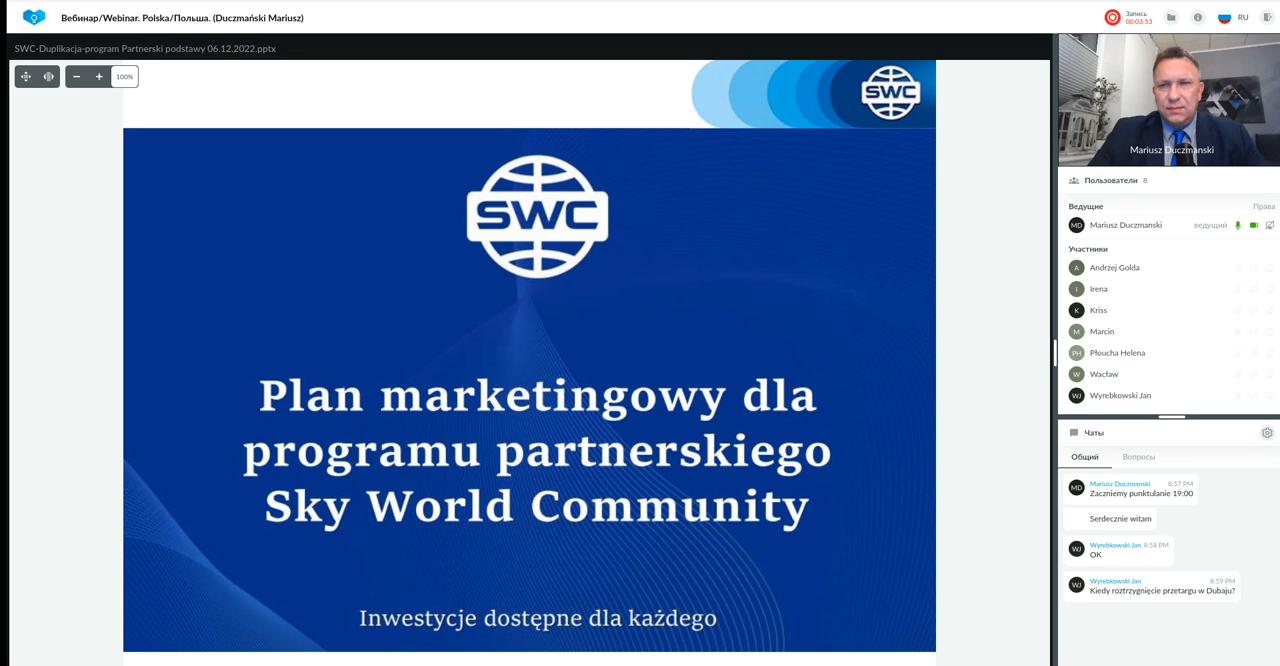 Вебинар/Webinar. Polska/Польша. (Duczmański Mariusz)
Запись
00:03:53
RU
SWC-Duplikacja-program Partnerski podstawy 06.12.2022.pptx
100%
SWC
SWC
Plan marketingowy dla
programu partnerskiego
Sky World Community
Inwestycje dostępne dla każdego
Mariusz Duczmanski
Пользователи 8
Ведущие Права
MD Mariusz Duczmanski ведущий
Участники
A Andrzej Golda
I Irena
K Kriss
M Marcin
PH Płoucha Helena
W Wacław
WJ Wyrebkowski Jan
Чаты
Общий Вопросы
MD Mariusz Duczmanski 8:57 PM
Zaczniemy punktulanie 19:00
Serdecznie witam
WJ Wyrebkowski Jan 8:58 PM
OK
WJ Wyrebkowski Jan 8:59 PM
Kiedy roztrzygnięcie przetargu w Dubaju?